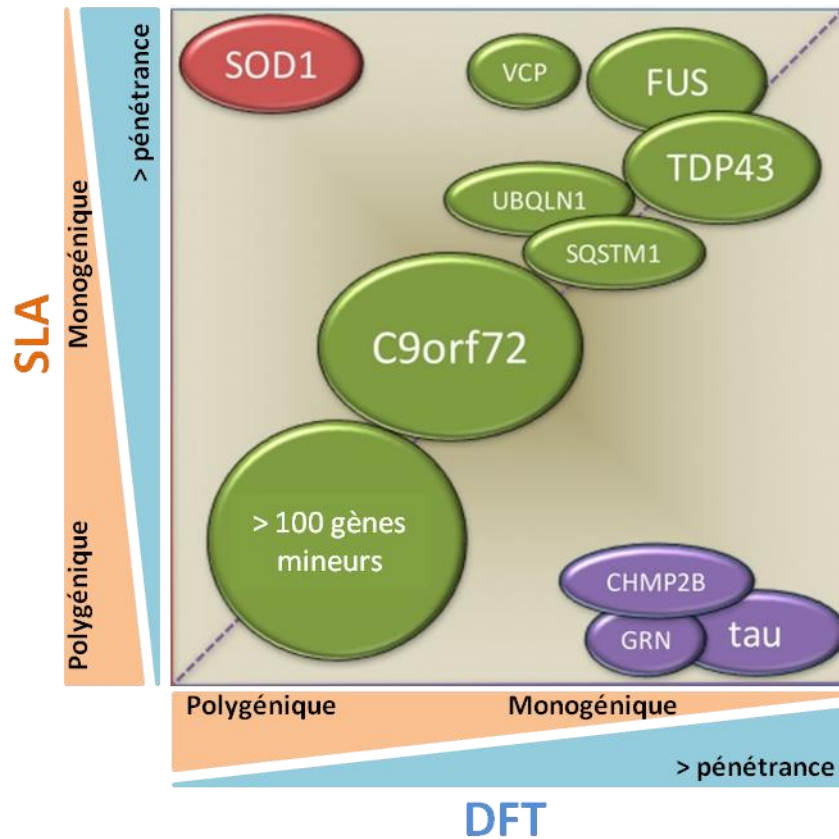 SOD1
VCP
FUS
TDP43
UBQLN1
SQSTM1
C9orf72
> 100 gènes
mineurs
CHMP2B
GRN
tau
SLA
Monogénique
Polygénique
> pénétrance
Polygénique
Monogénique
> pénétrance
DFT